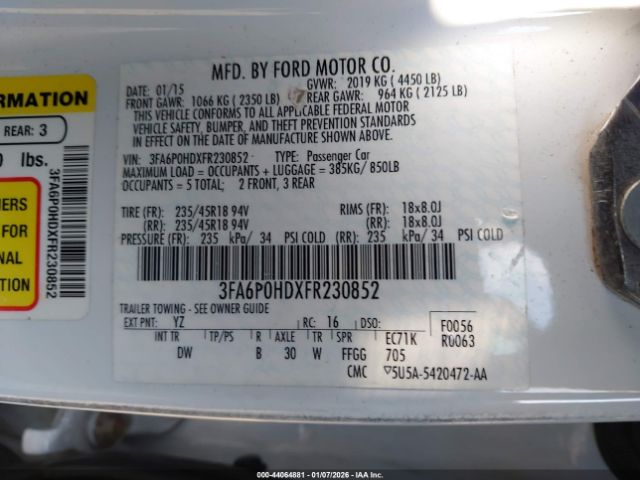 MFD. BY FORD MOTOR CO.
DATE: 01/15 GVWR: 2019 KG ( 4450 LB)
FRONT GAWR: 1066 KG ( 2350 LB) REAR GAWR: 964 KG ( 2125 LB)
THIS VEHICLE CONFORMS TO ALL APPLICABLE FEDERAL MOTOR
VEHICLE SAFETY, BUMPER, AND THEFT PREVENTION STANDARDS
IN EFFECT ON THE DATE OF MANUFACTURE SHOWN ABOVE.
VIN: 3FA6P0HDXFR230852 TYPE: Passenger Car
MAXIMUM LOAD = OCCUPANTS + LUGGAGE = 385KG/ 850LB
OCCUPANTS = 5 TOTAL; 2 FRONT, 3 REAR
TIRE (FR): 235/45R18 94V RIMS (FR): 18x8.0J
(RR): 235/45R18 94V (RR): 18x8.0J
PRESSURE (FR): 235 kPa/ 34 PSI COLD (RR): 235 kPa/ 34 PSI COLD
3FA6P0HDXFR230852
TRAILER TOWING - SEE OWNER GUIDE
EXT PNT: YZ RC: 16 DSO: F0056
INT TR TP/PS R AXLE TR SPR EC71K R0063
DW B 30 W FFGG 705
CMC ▽5U5A-5420472-AA
ORMATION
REAR: 3
0 lbs.
3FA6P0HDXFR230852
NERS
FOR
ING.
000-44064881 - 01/07/2026 - IAA Inc.